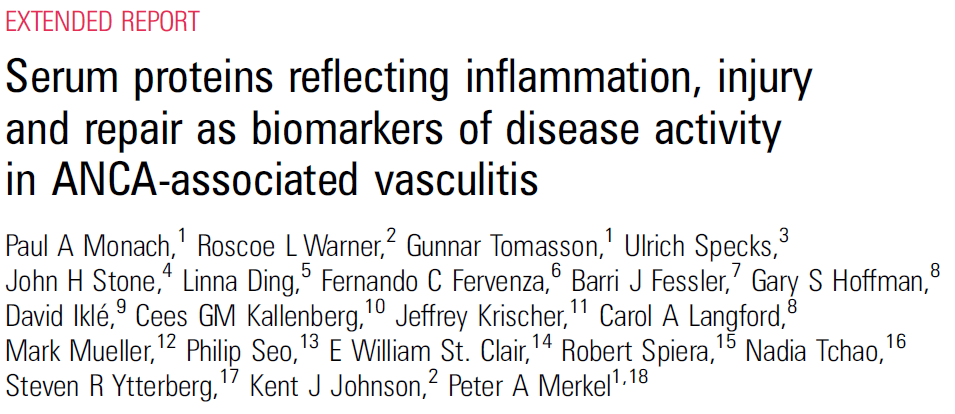 EXTENDED REPORT
Serum proteins reflecting inflammation, injury
and repair as biomarkers of disease activity
in ANCA-associated vasculitis
Paul A Monach,1 Roscoe L Warner,2 Gunnar Tomasson,1 Ulrich Specks,3
John H Stone,4 Linna Ding,5 Fernando C Fervenza,6 Barri J Fessler,7 Gary S Hoffman,8
David Iklé,9 Cees GM Kallenberg,10 Jeffrey Krischer,11 Carol A Langford,8
Mark Mueller,12 Philip Seo,13 E William St. Clair,14 Robert Spiera,15 Nadia Tchao,16
Steven R Ytterberg,17 Kent J Johnson,2 Peter A Merkel1,18